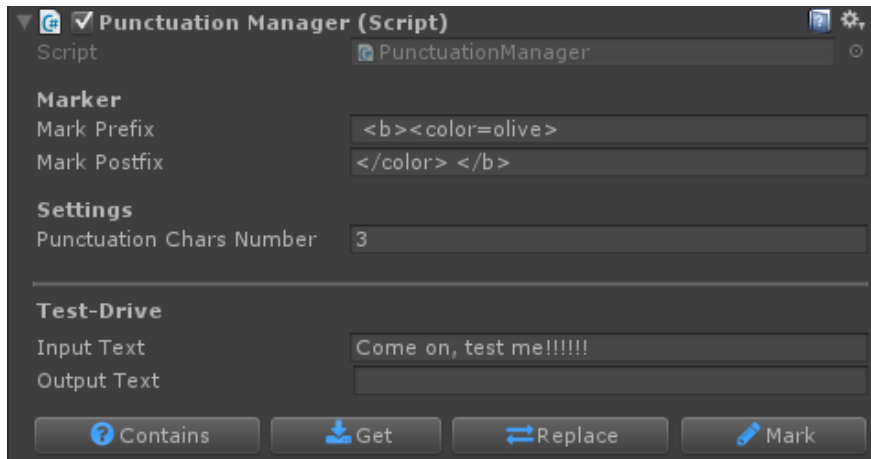 Punctuation Manager (Script)
Script PunctuationManager
Marker
Mark Prefix <b><color=olive>
Mark Postfix </color> </b>
Settings
Punctuation Chars Number 3
Test-Drive
Input Text Come on, test me!!!!!!
Output Text
Contains Get Replace Mark